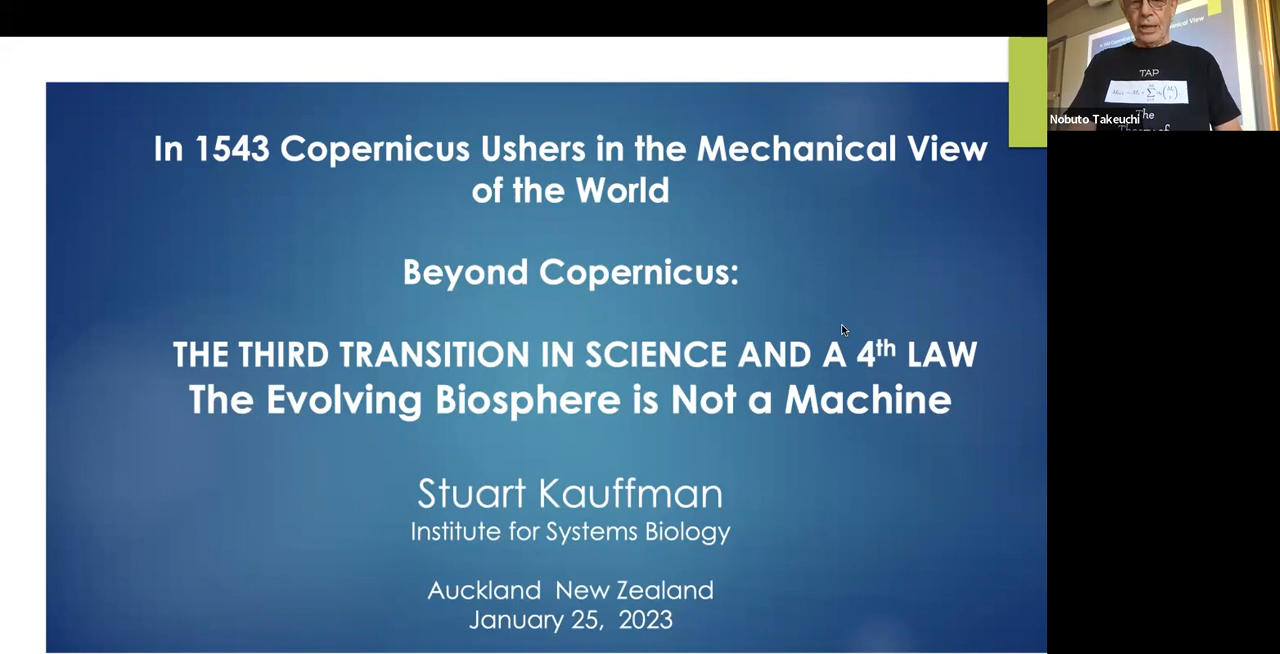 In 1543 Copernicus Ushers in the Mechanical View
of the World
Beyond Copernicus:
THE THIRD TRANSITION IN SCIENCE AND A 4th LAW
The Evolving Biosphere is Not a Machine
Stuart Kauffman
Institute for Systems Biology
Auckland New Zealand
January 25, 2023
TAP
The
Nobuto Takeuchi